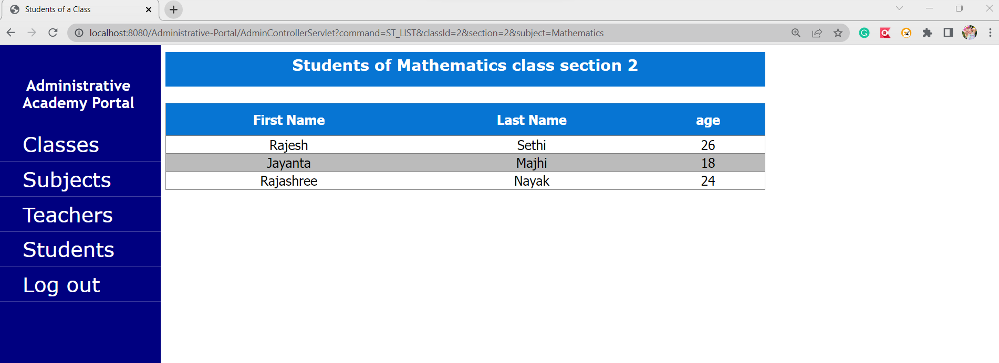 Students of a Class
localhost:8080/Administrative-Portal/AdminControllerServlet?command=ST_LIST&classId=2&section=2&subject=Mathematics
Administrative
Academy Portal
Classes
Subjects
Teachers
Students
Log out
Students of Mathematics class section 2
First Name Last Name age
Rajesh Sethi 26
Jayanta Majhi 18
Rajashree Nayak 24